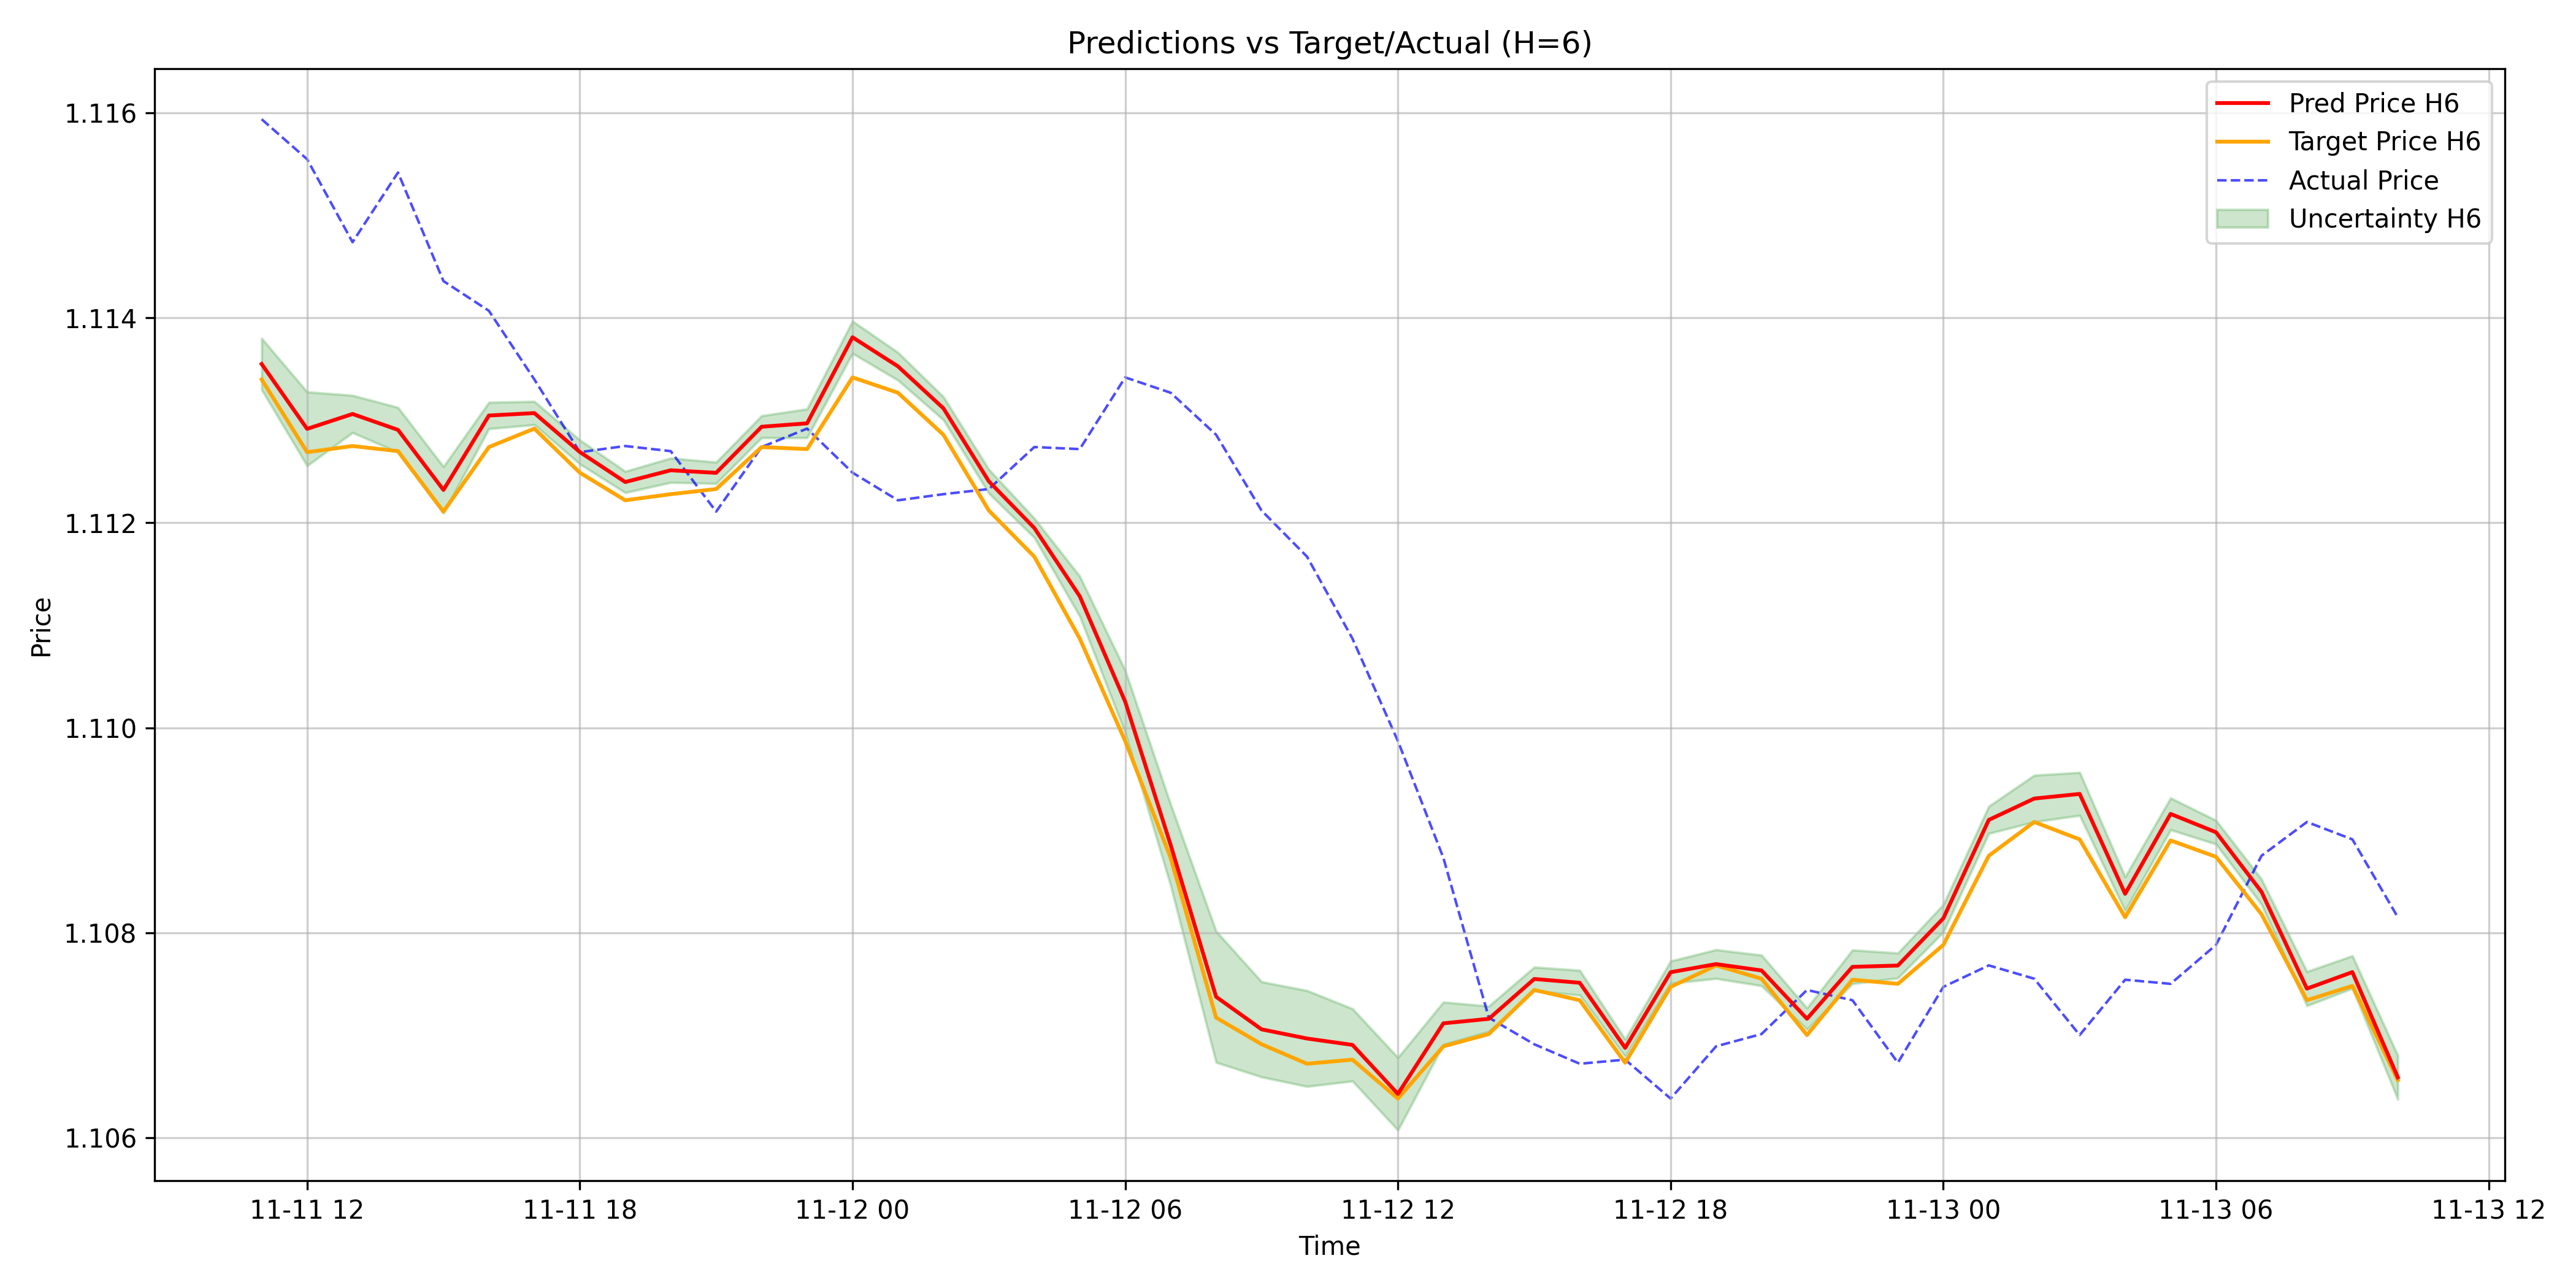 Predictions vs Target/Actual (H=6)
Pred Price H6
Target Price H6
Actual Price
Uncertainty H6
Price
1.116
1.114
1.112
1.110
1.108
1.106
11-11 12
11-11 18
11-12 00
11-12 06
11-12 12
11-12 18
11-13 00
11-13 06
11-13 12
Time